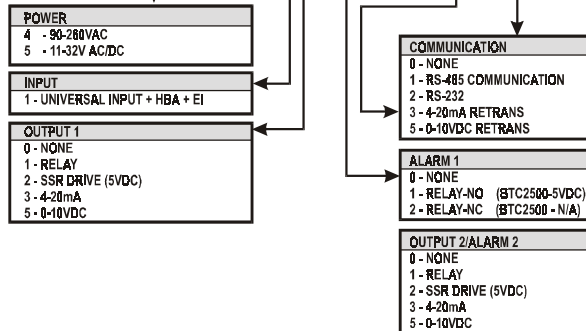 POWER
4 - 90-260VAC
5 - 11-32V AC/DC
INPUT
1 - UNIVERSAL INPUT + HBA + EI
OUTPUT 1
0 - NONE
1 - RELAY
2 - SSR DRIVE (5VDC)
3 - 4-20mA
5 - 0-10VDC
COMMUNICATION
0 - NONE
1 - RS-485 COMMUNICATION
2 - RS-232
3 - 4-20mA RETRANS
5 - 0-10VDC RETRANS
ALARM 1
0 - NONE
1 - RELAY-NO (BTC2500-5VDC)
2 - RELAY-NC (BTC2500 - N/A)
OUTPUT 2/ALARM 2
0 - NONE
1 - RELAY
2 - SSR DRIVE (5VDC)
3 - 4-20mA
5 - 0-10VDC